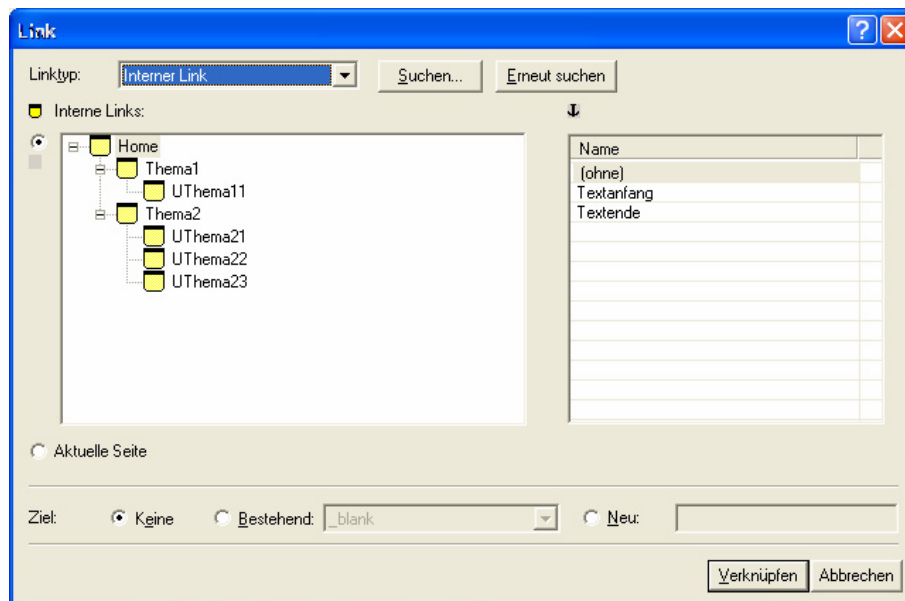 Link
Linktyp: Interner Link Suchen... Erneut suchen
Interne Links:
Home
Thema1
UThema11
Thema2
UThema21
UThema22
UThema23
Name
(ohne)
Textanfang
Textende
Aktuelle Seite
Ziel: Keine Bestehend: _blank Neu:
Verknüpfen Abbrechen